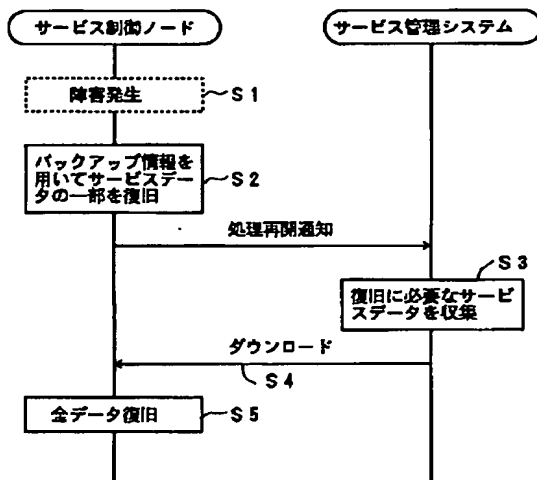 サービス制御ノード
サービス管理システム
障害発生
S1
バックアップ情報を
用いてサービスデー
タの一部を復旧
S2
処理再開通知
S3
復旧に必要なサービ
スデータを収集
ダウンロード
S4
全データ復旧
S5